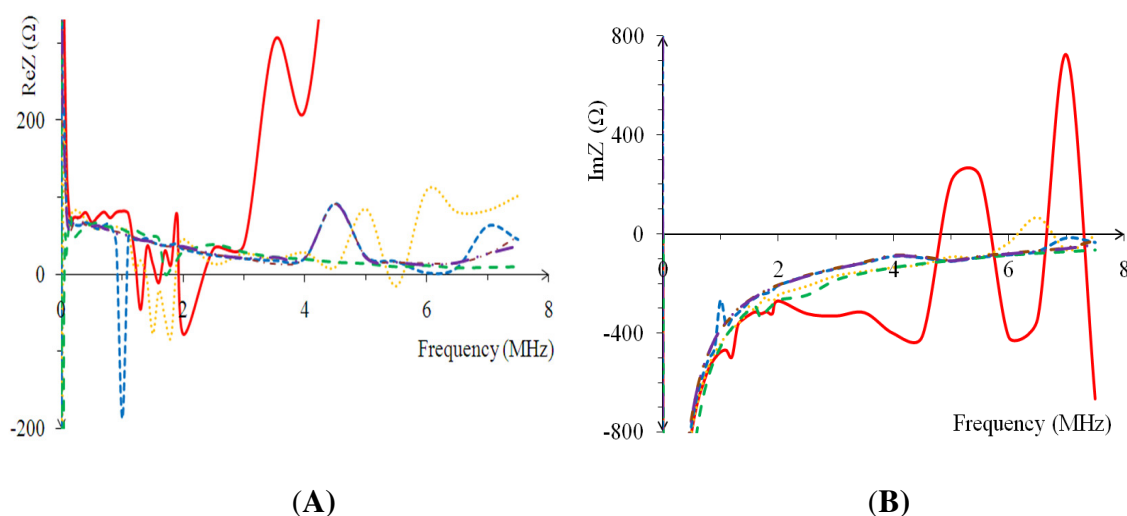 ReZ (Ω)
200
0
-200
0 2 4 6 8
Frequency (MHz)
(A)
ImZ (Ω)
800
400
0
-400
-800
0 2 4 6 8
Frequency (MHz)
(B)